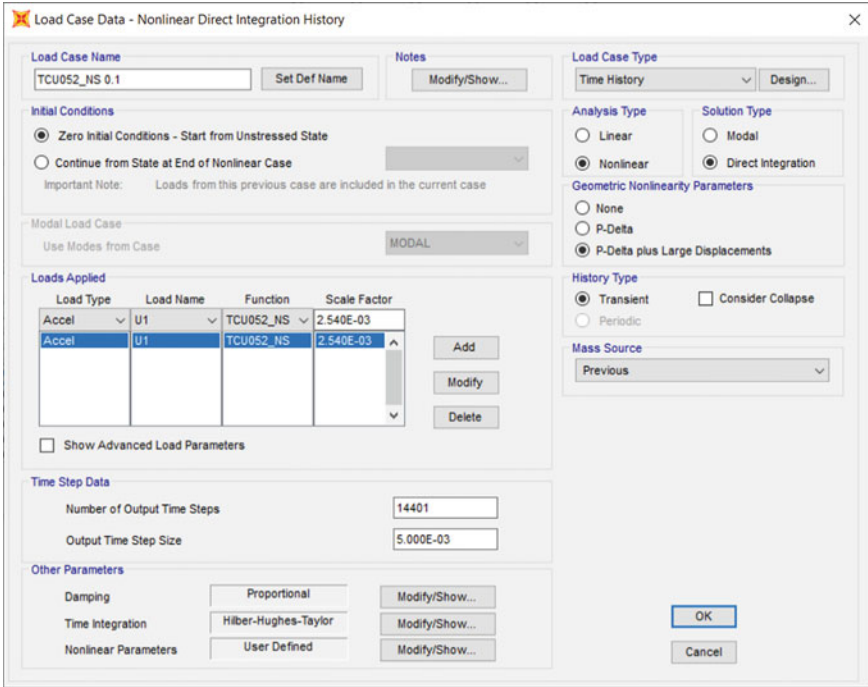 Load Case Data - Nonlinear Direct Integration History
Load Case Name
TCU052_NS 0.1
Set Def Name
Notes
Modify/Show...
Load Case Type
Time History
Design...
Initial Conditions
Zero Initial Conditions - Start from Unstressed State
Continue from State at End of Nonlinear Case
Important Note: Loads from this previous case are included in the current case
Analysis Type
Linear
Nonlinear
Solution Type
Modal
Direct Integration
Geometric Nonlinearity Parameters
None
P-Delta
P-Delta plus Large Displacements
Modal Load Case
Use Modes from Case
MODAL
Loads Applied
Load Type Load Name Function Scale Factor
Accel U1 TCU052_NS 2.540E-03
Accel U1 TCU052_NS 2.540E-03
Add
Modify
Delete
Show Advanced Load Parameters
History Type
Transient
Consider Collapse
Periodic
Mass Source
Previous
Time Step Data
Number of Output Time Steps 14401
Output Time Step Size 5.000E-03
Other Parameters
Damping Proportional Modify/Show...
Time Integration Hilber-Hughes-Taylor Modify/Show...
Nonlinear Parameters User Defined Modify/Show...
OK
Cancel